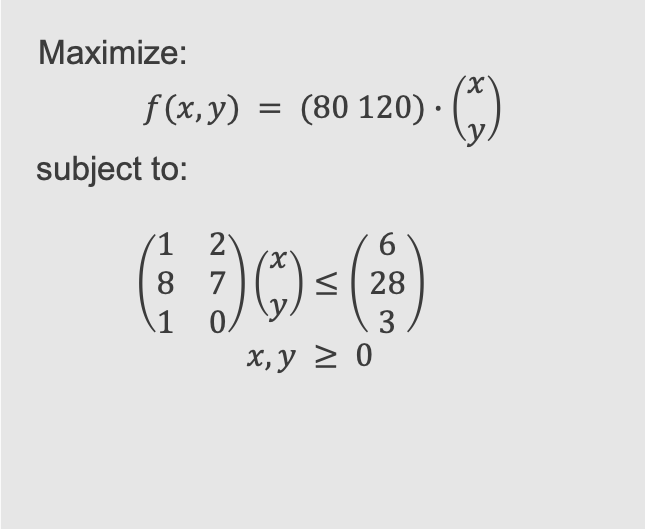 Maximize:
f(x, y) = (80 120) · (x
y)
subject to:
(1 2
8 7
1 0) (x
y) ≤ (6
28
3)
x, y ≥ 0